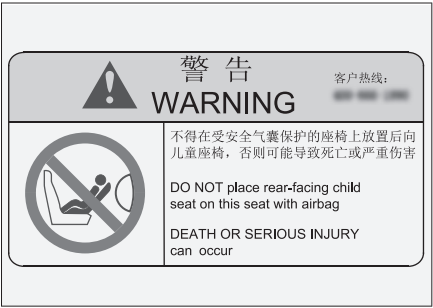 警 告
客户热线:
WARNING
不得在受安全气囊保护的座椅上放置后向
儿童座椅，否则可能导致死亡或严重伤害
DO NOT place rear-facing child
seat on this seat with airbag
DEATH OR SERIOUS INJURY
can occur